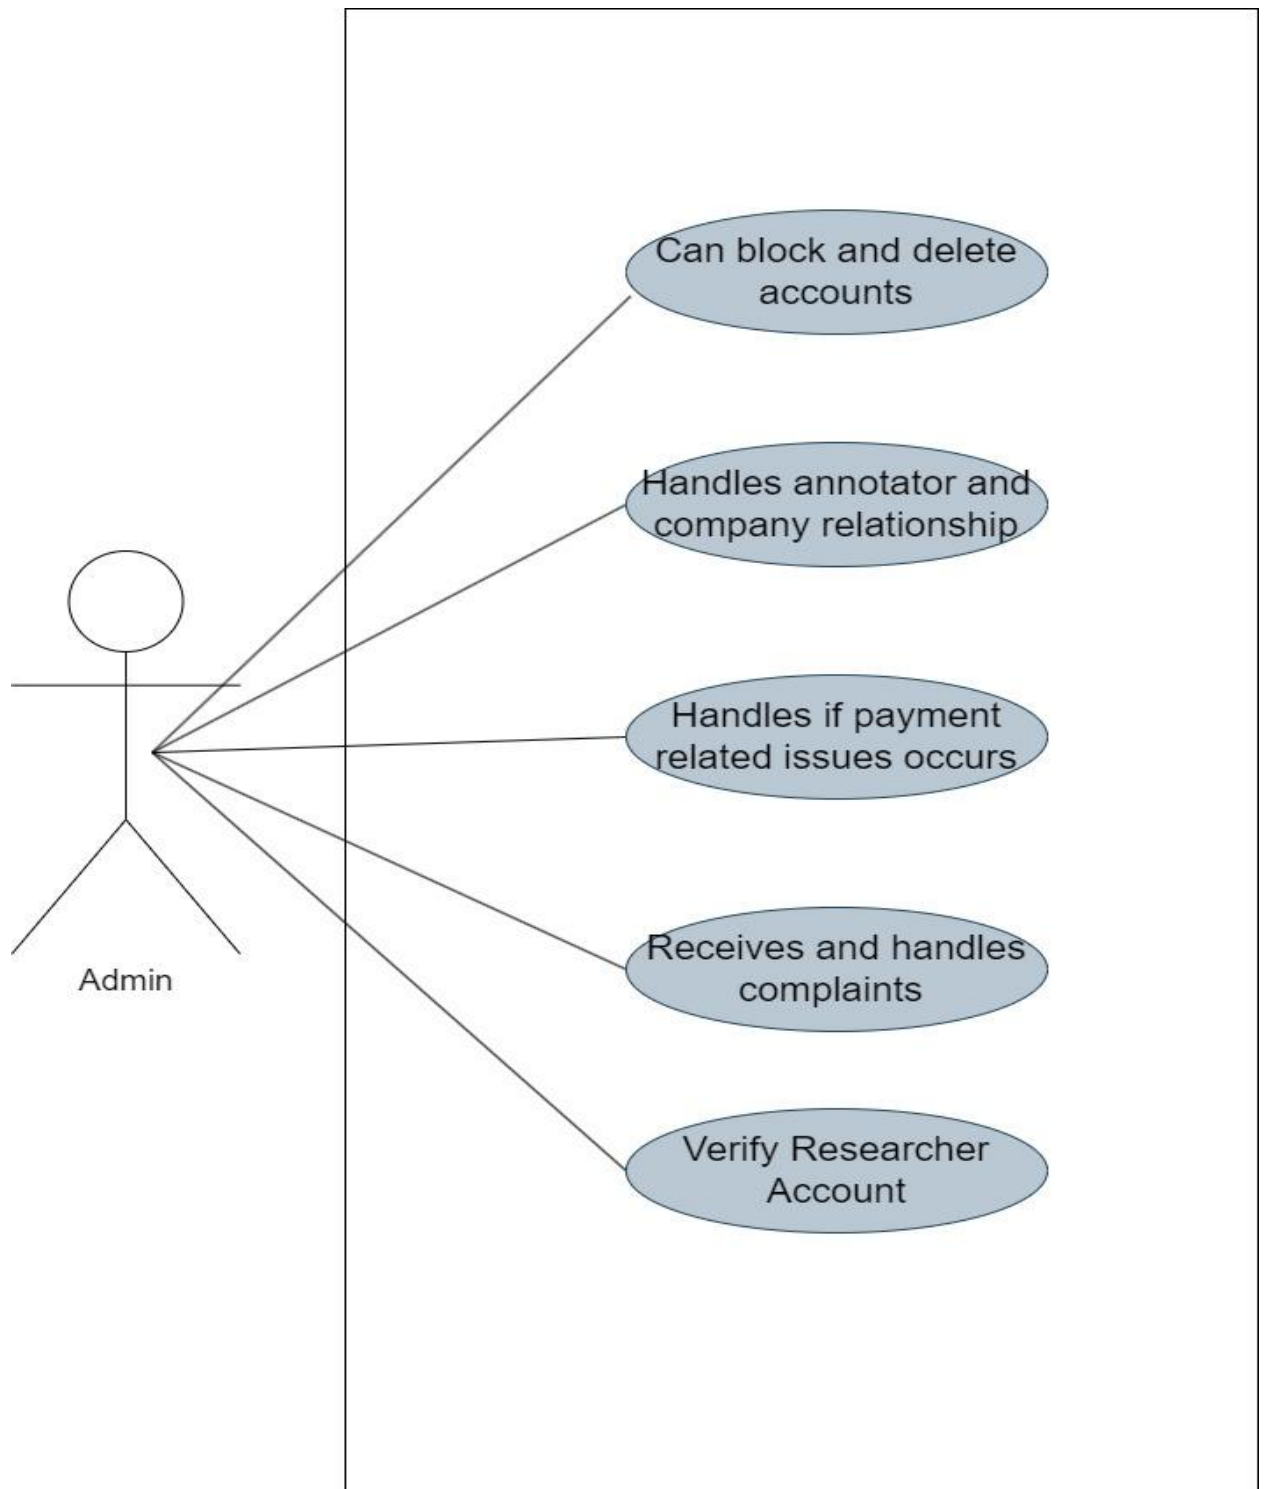 Can block and delete
accounts
Handles annotator and
company relationship
Handles if payment
related issues occurs
Receives and handles
complaints
Verify Researcher
Account
Admin